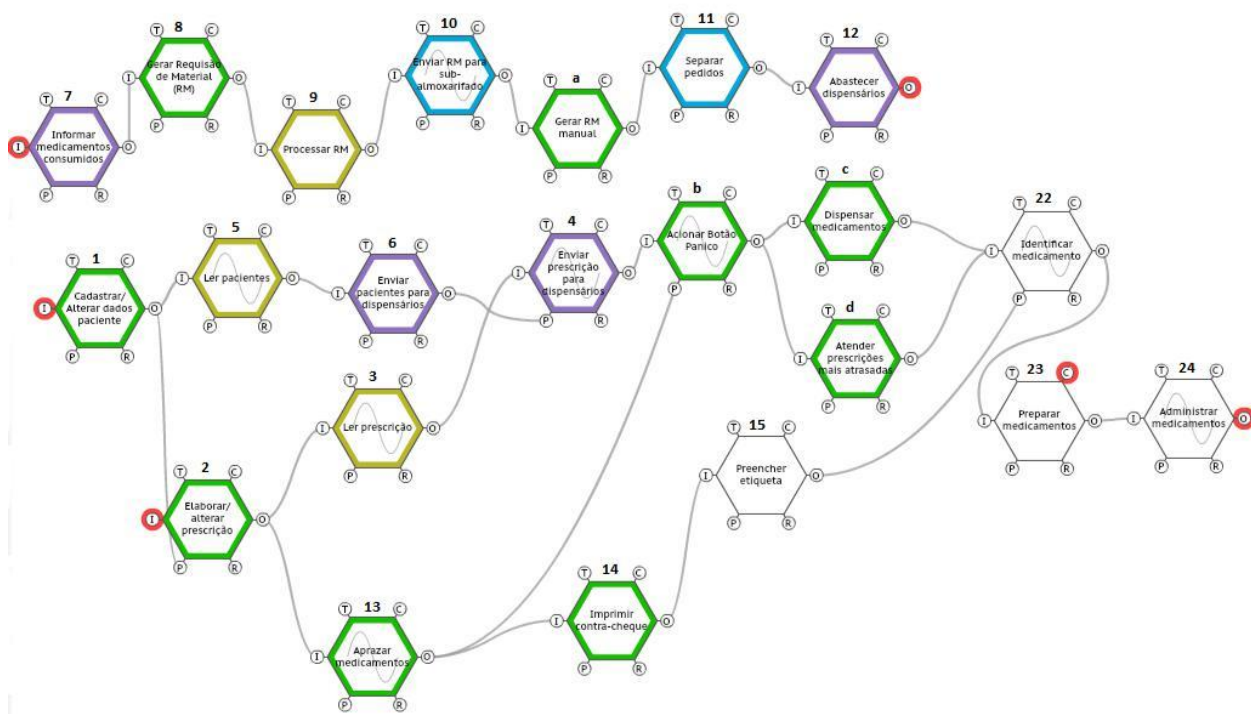 8
T C
Gerar Requisão
de Material
(RM)
I O
P R
10
T C
Enviar RM para
sub-
almoxarifado
I O
P R
11
T C
Separar
pedidos
I O
P R
12
T C
Abastecer
dispensários
I O
P R
7
T C
Informar
medicamentos
consumidos
I O
P R
9
T C
Processar RM
I O
P R
a
T C
Gerar RM
manual
I O
P R
1
T C
Cadastrar/
Alterar dados
paciente
I O
P R
5
T C
Ler pacientes
I O
P R
6
T C
Enviar
pacientes para
dispensários
I O
P R
4
T C
Enviar
prescrição para
dispensários
I O
P R
b
T C
Acionar Botão
Panico
I O
P R
c
T C
Dispensar
medicamentos
I O
P R
22
T C
Identificar
medicamento
I O
P R
d
T C
Atender
prescrições
mais atrasadas
I O
P R
3
T C
Ler prescrição
I O
P R
23
T C
Preparar
medicamentos
I O
P R
24
T C
Administrar
medicamentos
I O
P R
2
T C
Elaborar/
alterar
prescrição
I O
P R
15
T C
Preencher
etiqueta
I O
P R
13
T C
Aprazar
medicamentos
I O
P R
14
T C
Imprimir
contra-cheque
I O
P R